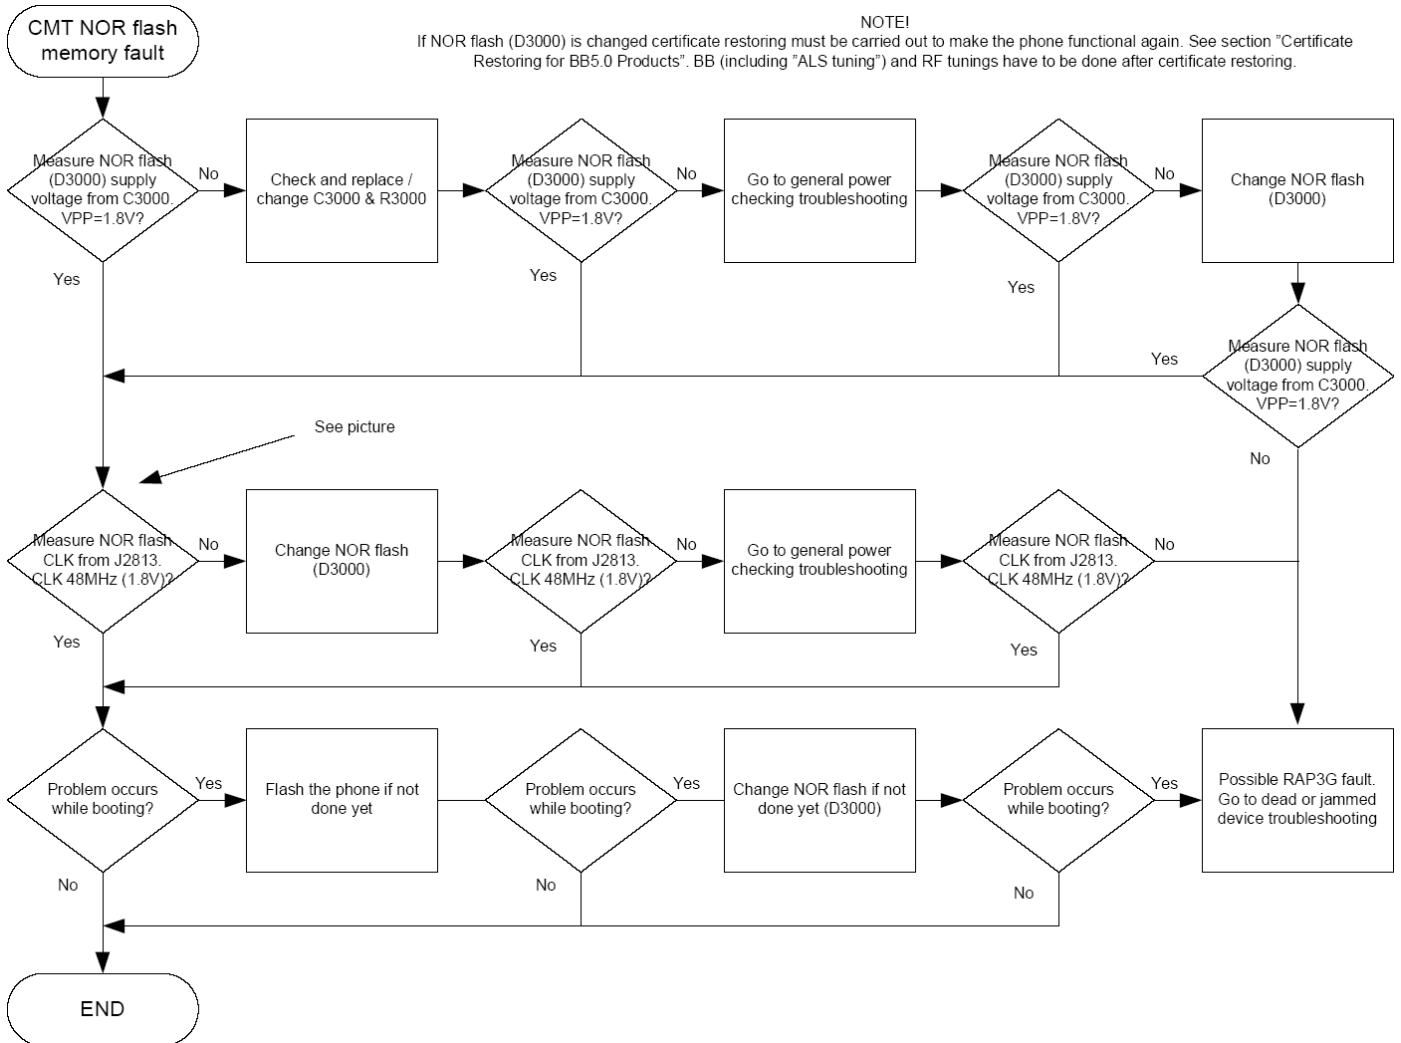 CMT NOR flash
memory fault
NOTE!
If NOR flash (D3000) is changed certificate restoring must be carried out to make the phone functional again. See section "Certificate
Restoring for BB5.0 Products". BB (including "ALS tuning") and RF tunings have to be done after certificate restoring.
Measure NOR flash
(D3000) supply
voltage from C3000.
VPP=1.8V?
No
Check and replace /
change C3000 & R3000
Measure NOR flash
(D3000) supply
voltage from C3000.
VPP=1.8V?
No
Go to general power
checking troubleshooting
Measure NOR flash
(D3000) supply
voltage from C3000.
VPP=1.8V?
No
Change NOR flash
(D3000)
Yes
Yes
Yes
Measure NOR flash
(D3000) supply
voltage from C3000.
VPP=1.8V?
Yes
No
See picture
Measure NOR flash
CLK from J2813.
CLK 48MHz (1.8V)?
No
Change NOR flash
(D3000)
Measure NOR flash
CLK from J2813.
CLK 48MHz (1.8V)?
No
Go to general power
checking troubleshooting
Measure NOR flash
CLK from J2813.
CLK 48MHz (1.8V)?
No
Yes
Yes
Yes
Problem occurs
while booting?
Yes
Flash the phone if not
done yet
Problem occurs
while booting?
Yes
Change NOR flash if not
done yet (D3000)
Problem occurs
while booting?
Yes
Possible RAP3G fault.
Go to dead or jammed
device troubleshooting
No
No
No
END